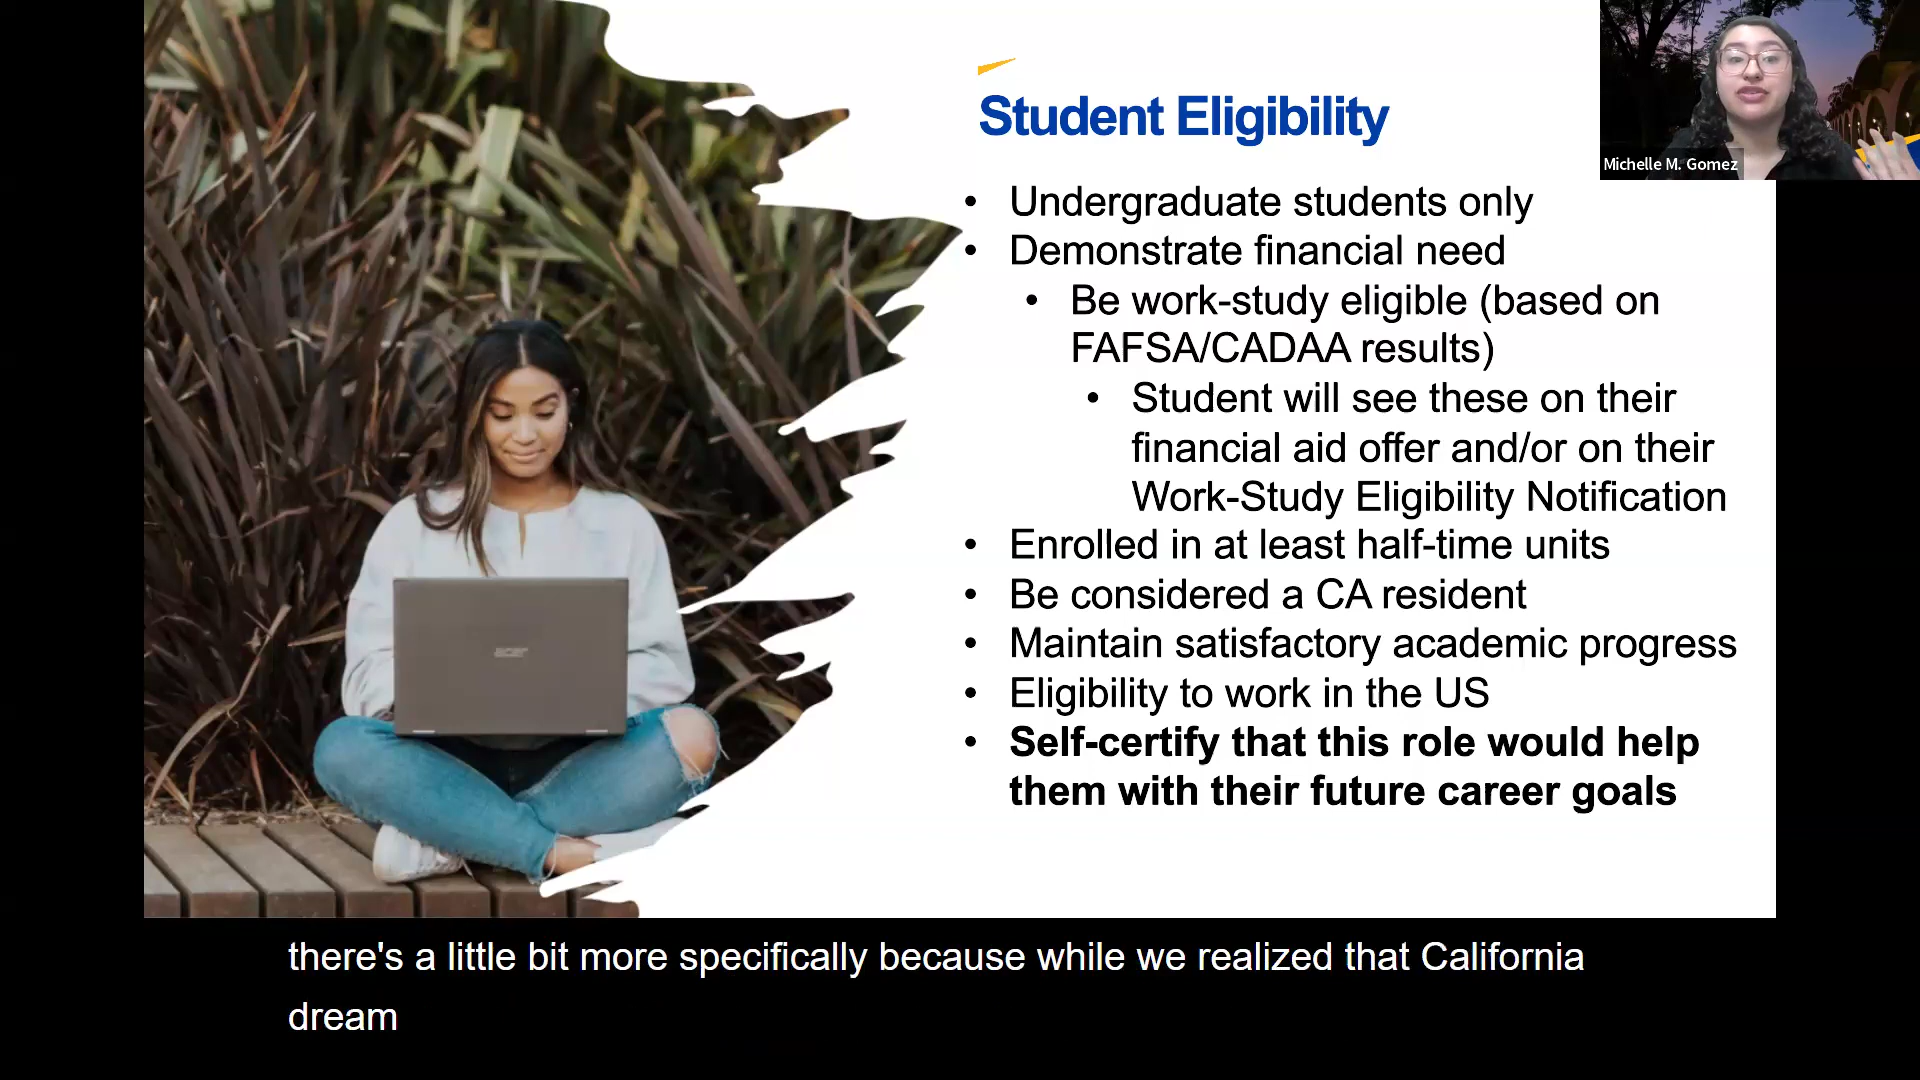 Student Eligibility
Michelle M. Gomez
• Undergraduate students only
• Demonstrate financial need
• Be work-study eligible (based on
FAFSA/CADAA results)
• Student will see these on their
financial aid offer and/or on their
Work-Study Eligibility Notification
• Enrolled in at least half-time units
• Be considered a CA resident
• Maintain satisfactory academic progress
• Eligibility to work in the US
• Self-certify that this role would help
them with their future career goals
acer
there's a little bit more specifically because while we realized that California
dream